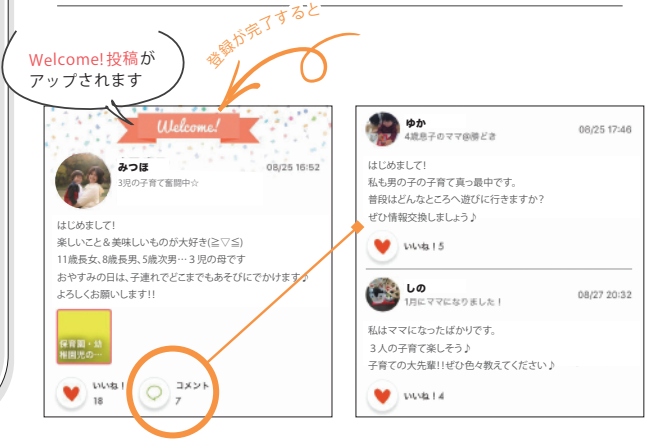 登録が完了すると
Welcome!投稿が
アップされます
Welcome!
みつほ
08/25 16:52
3児の子育て奮闘中☆
はじめまして!
楽しいこと&美味しいものが大好き(≧▽≦)
11歳長女、8歳長男、5歳次男…３児の母です
おやすみの日は、子連れでどこまでもあそびにでかけます♪
よろしくお願いします!!
保育園・幼
稚園児の…
いいね！
18
コメント
7
ゆか
08/25 17:46
4歳息子のママ@勝どき
はじめまして!
私も男の子の子育て真っ最中です。
普段はどんなところへ遊びに行きますか?
ぜひ情報交換しましょう♪
いいね！5
しの
08/27 20:32
1月にママになりました！
私はママになったばかりです。
３人の子育て楽しそう♪
子育ての大先輩!!ぜひ色々教えてください♪
いいね！4